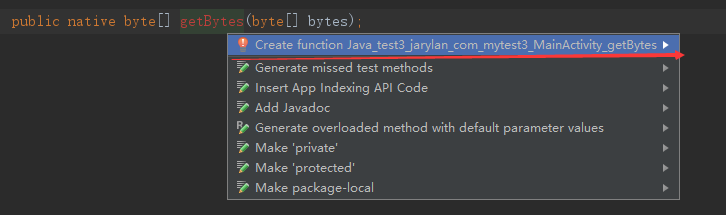 public native byte[] getBytes(byte[] bytes);
Create function Java_test3_jarylan_com_mytest3_MainActivity_getBytes
Generate missed test methods
Insert App Indexing API Code
Add Javadoc
Generate overloaded method with default parameter values
Make 'private'
Make 'protected'
Make package-local